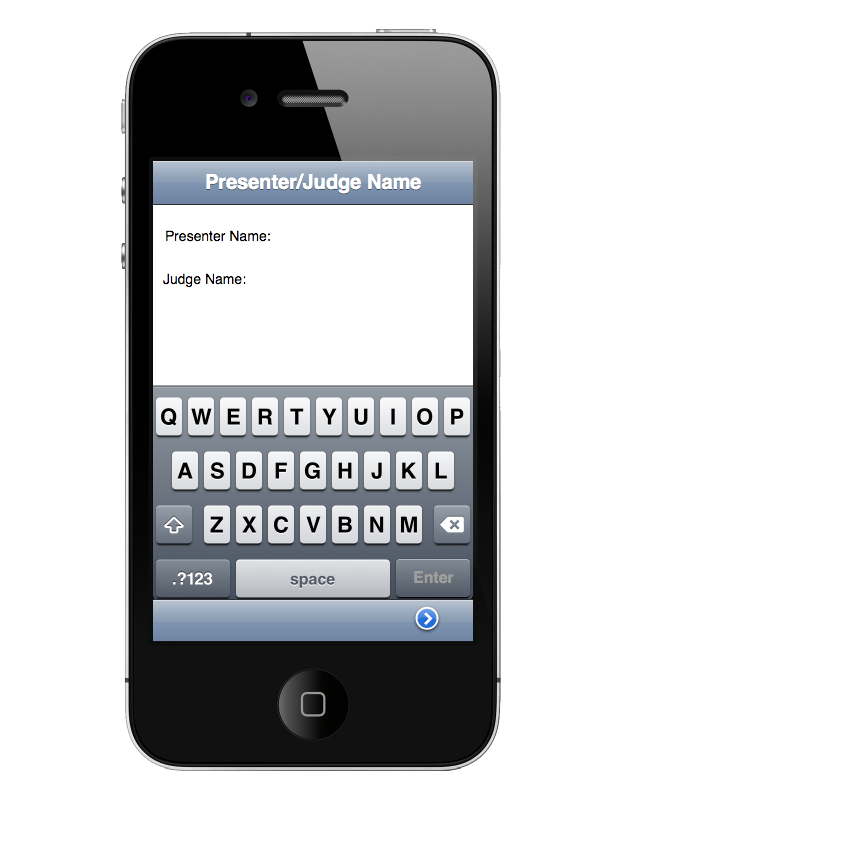 Presenter/Judge Name
Presenter Name:
Judge Name:
Q W E R T Y U I O P
A S D F G H J K L
Z X C V B N M
.?123 space Enter